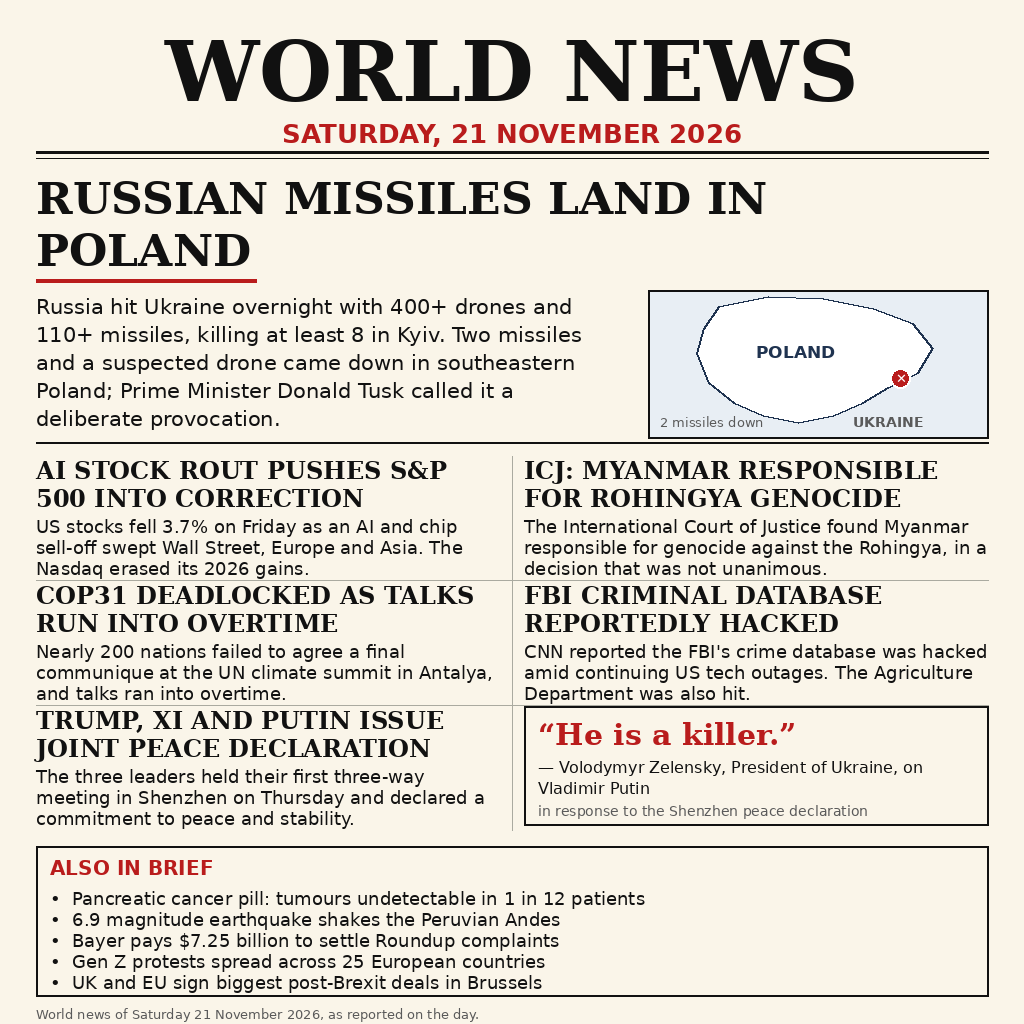 WORLD NEWS
SATURDAY, 21 NOVEMBER 2026
RUSSIAN MISSILES LAND IN
POLAND
Russia hit Ukraine overnight with 400+ drones and
110+ missiles, killing at least 8 in Kyiv. Two missiles
and a suspected drone came down in southeastern
Poland; Prime Minister Donald Tusk called it a
deliberate provocation.
POLAND
2 missiles down
UKRAINE
AI STOCK ROUT PUSHES S&P
500 INTO CORRECTION
US stocks fell 3.7% on Friday as an AI and chip
sell-off swept Wall Street, Europe and Asia. The
Nasdaq erased its 2026 gains.
ICJ: MYANMAR RESPONSIBLE
FOR ROHINGYA GENOCIDE
The International Court of Justice found Myanmar
responsible for genocide against the Rohingya, in a
decision that was not unanimous.
COP31 DEADLOCKED AS TALKS
RUN INTO OVERTIME
Nearly 200 nations failed to agree a final
communique at the UN climate summit in Antalya,
and talks ran into overtime.
FBI CRIMINAL DATABASE
REPORTEDLY HACKED
CNN reported the FBI's crime database was hacked
amid continuing US tech outages. The Agriculture
Department was also hit.
TRUMP, XI AND PUTIN ISSUE
JOINT PEACE DECLARATION
The three leaders held their first three-way
meeting in Shenzhen on Thursday and declared a
commitment to peace and stability.
“He is a killer.”
— Volodymyr Zelensky, President of Ukraine, on
Vladimir Putin
in response to the Shenzhen peace declaration
ALSO IN BRIEF
• Pancreatic cancer pill: tumours undetectable in 1 in 12 patients
• 6.9 magnitude earthquake shakes the Peruvian Andes
• Bayer pays $7.25 billion to settle Roundup complaints
• Gen Z protests spread across 25 European countries
• UK and EU sign biggest post-Brexit deals in Brussels
World news of Saturday 21 November 2026, as reported on the day.